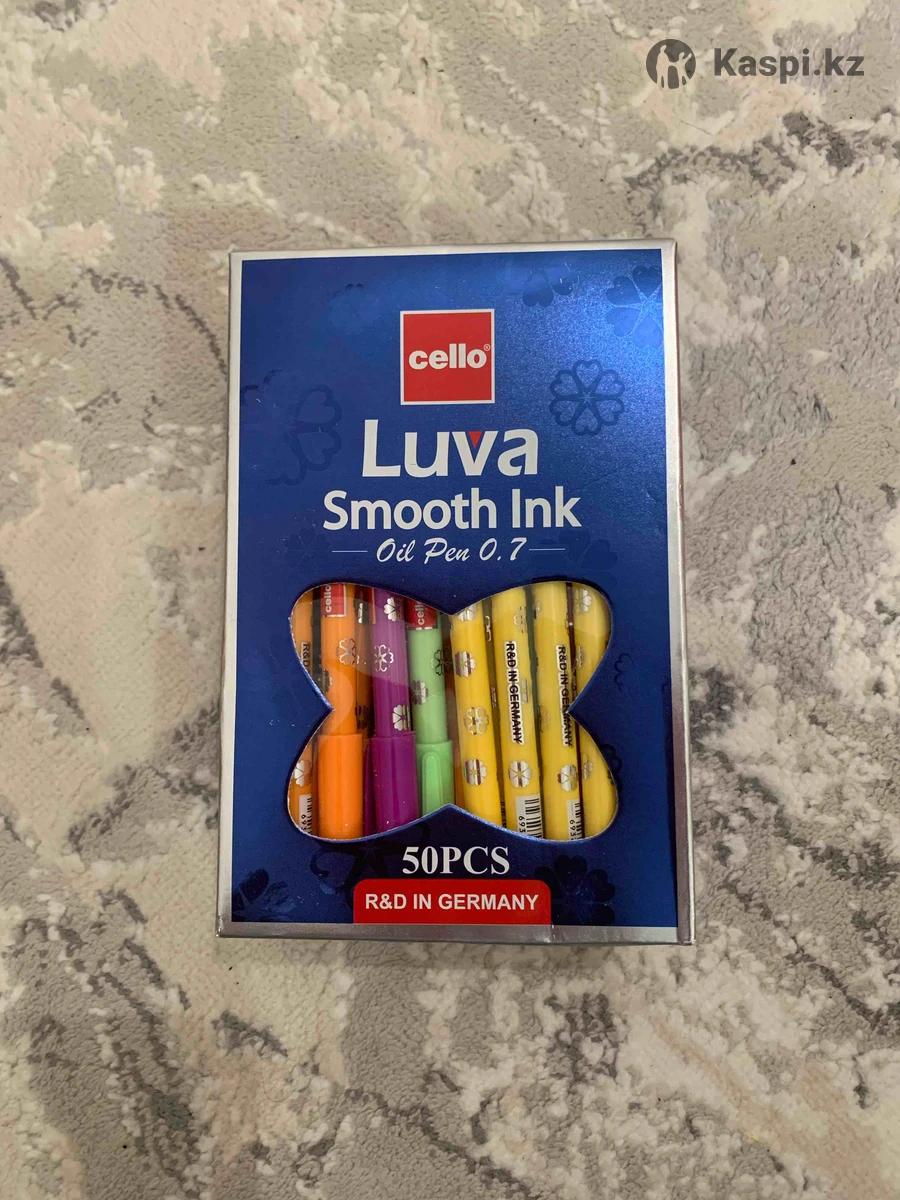 Kaspi.kz
cello®
Luva
Smooth Ink
Oil Pen 0.7
cello
cello
R&D IN GERMANY
R&D IN GERMANY
50PCS
R&D IN GERMANY